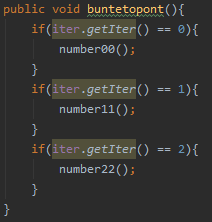 public void buntetopont(){
if(iter.getIter() == 0){
number00();
}
if(iter.getIter() == 1){
number11();
}
if(iter.getIter() == 2){
number22();
}
}